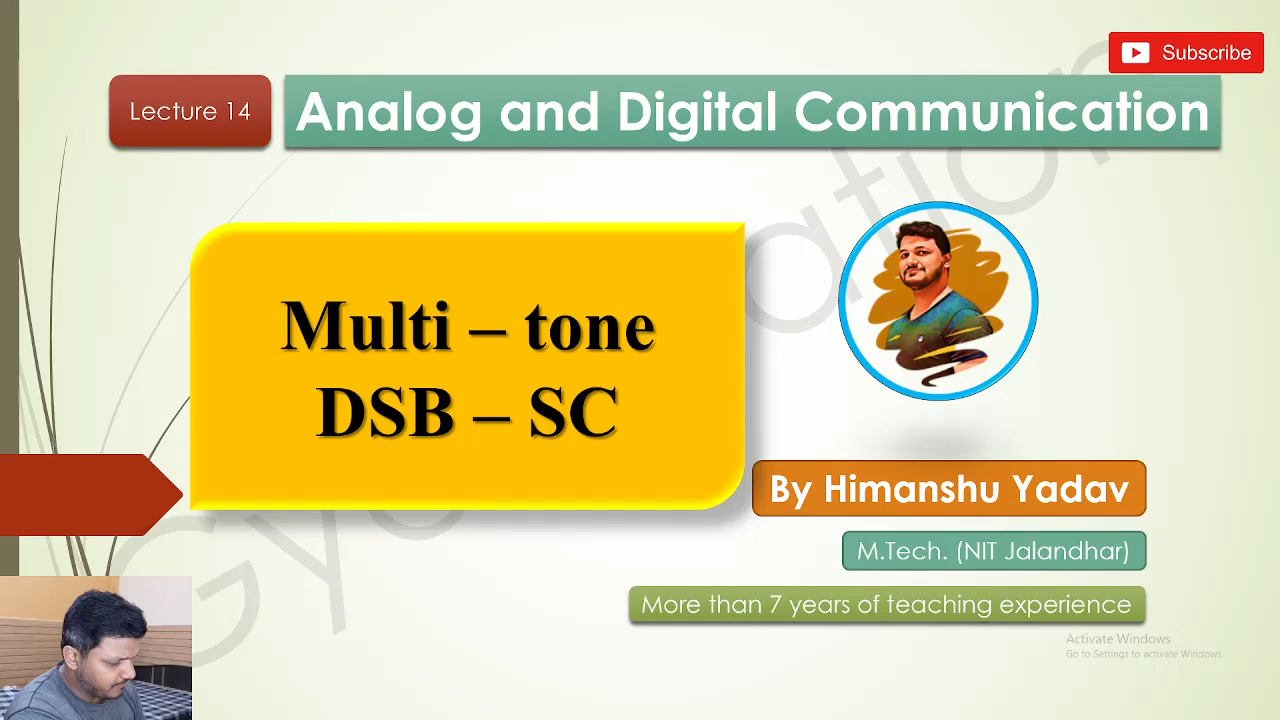 Subscribe
Lecture 14
Analog and Digital Communication
Multi – tone
DSB – SC
By Himanshu Yadav
M.Tech. (NIT Jalandhar)
More than 7 years of teaching experience
Activate Windows
Go to Settings to activate Windows.